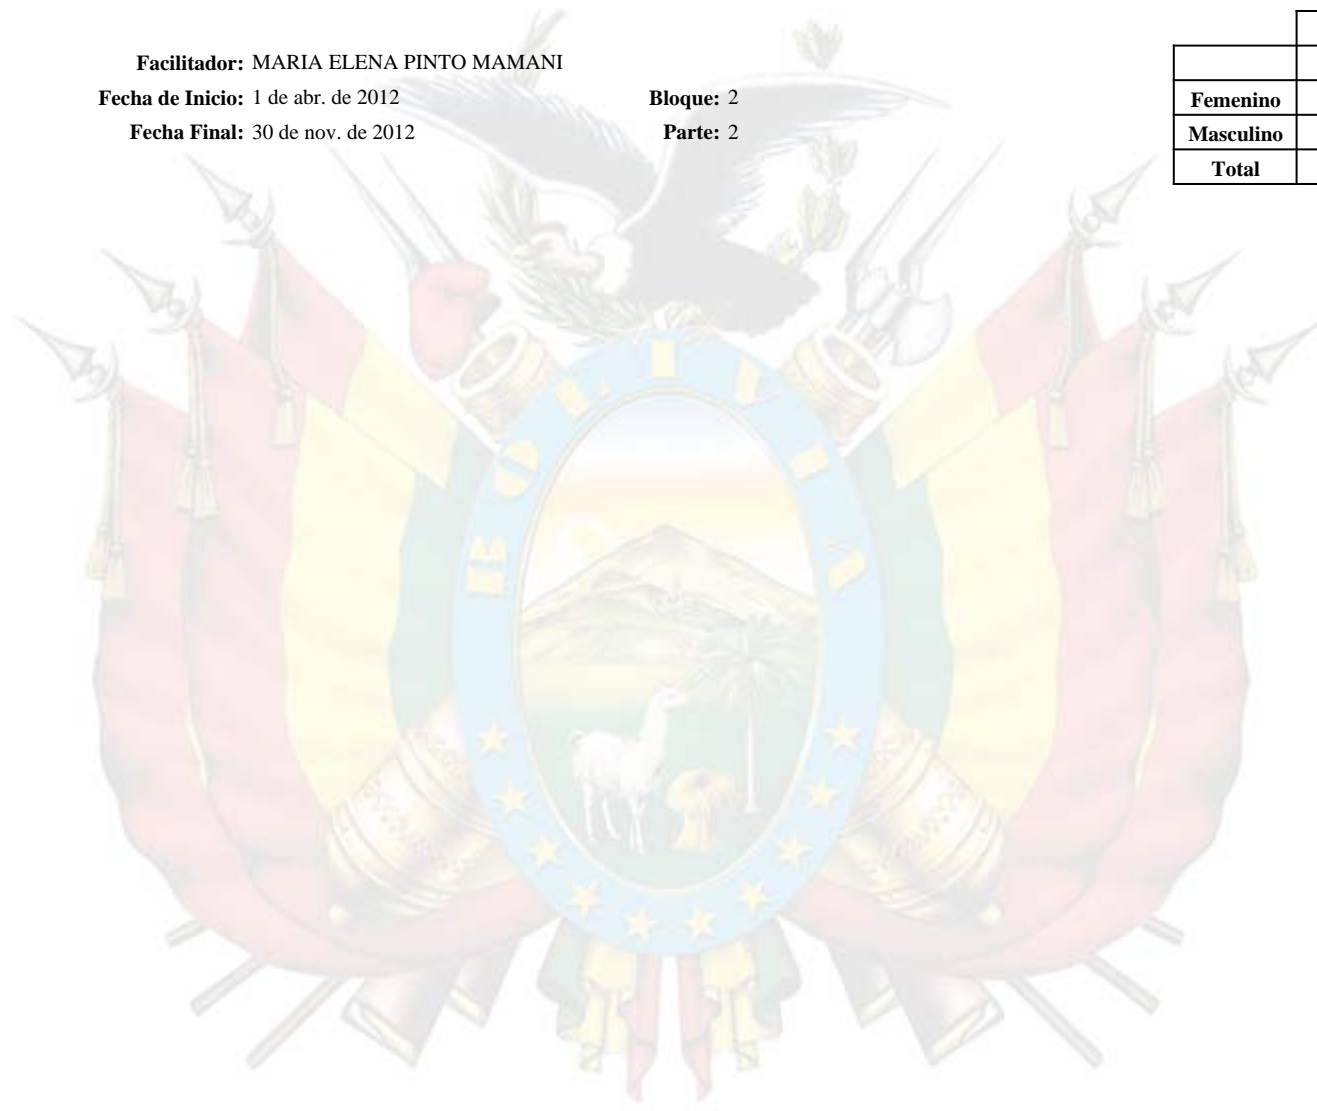 Facilitador: MARIA ELENA PINTO MAMANI
Fecha de Inicio: 1 de abr. de 2012 Bloque: 2
Fecha Final: 30 de nov. de 2012 Parte: 2
Femenino
Masculino
Total
BOLIVIA